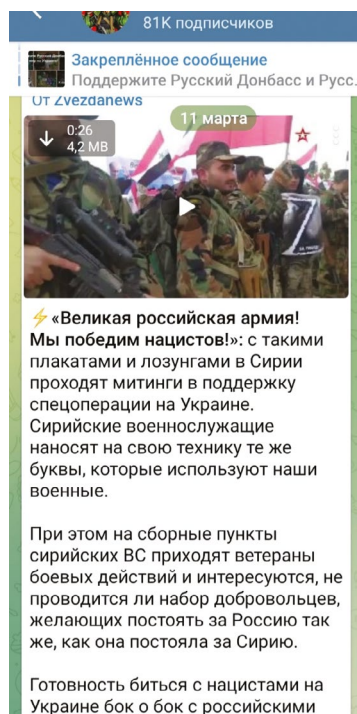 81K подписчиков
Закреплённое сообщение
Поддержите Русский Донбасс и Русс.
От Zvezdanews
11 марта
0:26
4,2 MB
⚡«Великая российская армия!
Мы победим нацистов!»: с такими
плакатами и лозунгами в Сирии
проходят митинги в поддержку
спецоперации на Украине.
Сирийские военнослужащие
наносят на свою технику те же
буквы, которые используют наши
военные.
При этом на сборные пункты
сирийских ВС приходят ветераны
боевых действий и интересуются, не
проводится ли набор добровольцев,
желающих постоять за Россию так
же, как она постояла за Сирию.
Готовность биться с нацистами на
Украине бок о бок с российскими